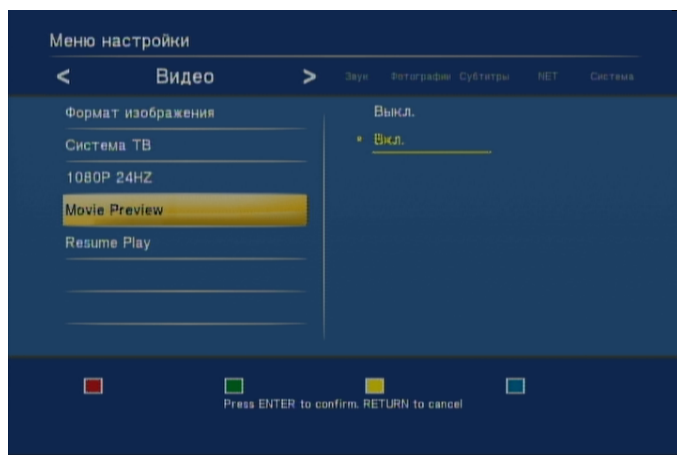 Меню настройки
< Видео > Звук Фотографии Субтитры NET Система
Формат изображения
Выкл.
Система ТВ
Вкл.
1080P 24HZ
Movie Preview
Resume Play
Press ENTER to confirm. RETURN to cancel